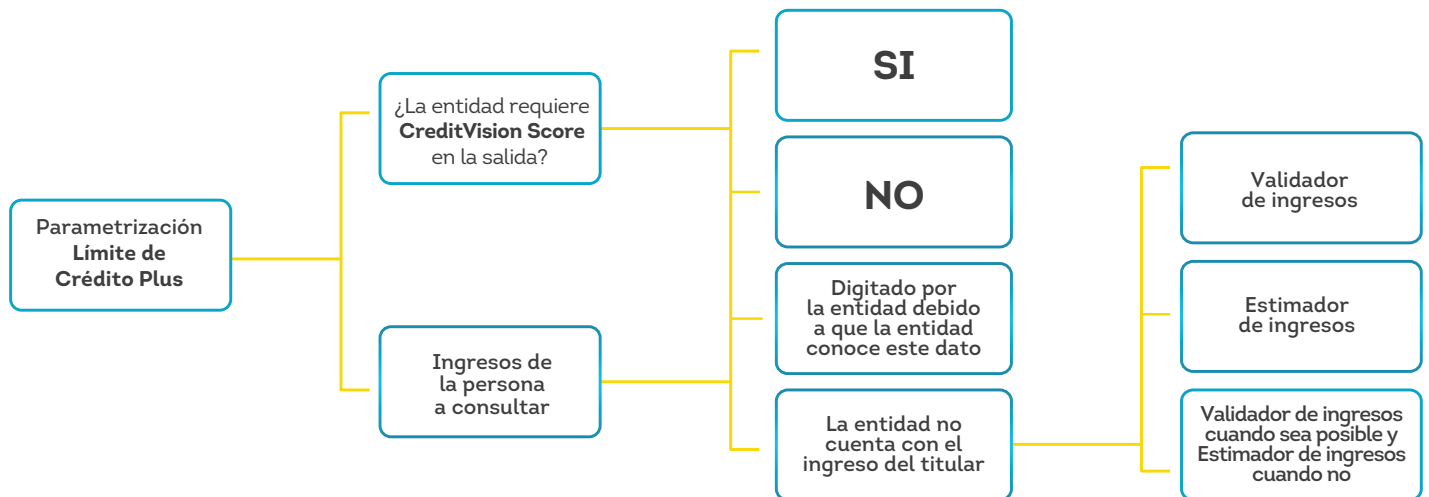 Parametrización
Límite de
Crédito Plus
¿La entidad requiere
CreditVision Score
en la salida?
Ingresos de
la persona
a consultar
SI
NO
Digitado por
la entidad debido
a que la entidad
conoce este dato
La entidad no
cuenta con el
ingreso del titular
Validador
de ingresos
Estimador
de ingresos
Validador de ingresos
cuando sea posible y
Estimador de ingresos
cuando no